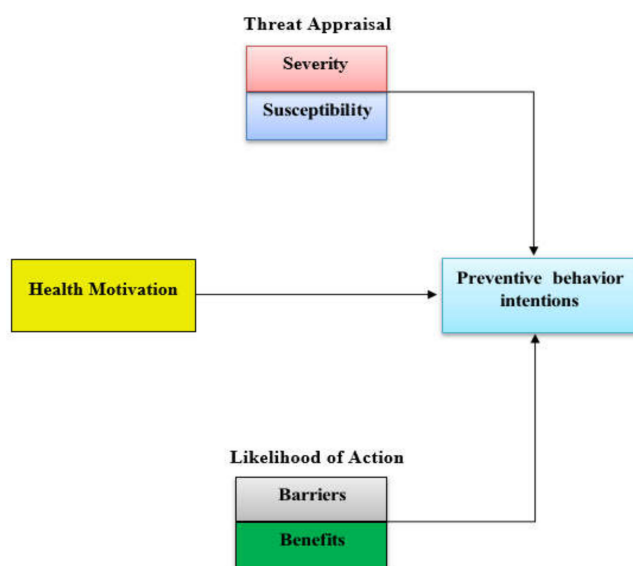 Threat Appraisal
Severity
Susceptibility
Health Motivation
Preventive behavior
intentions
Likelihood of Action
Barriers
Benefits